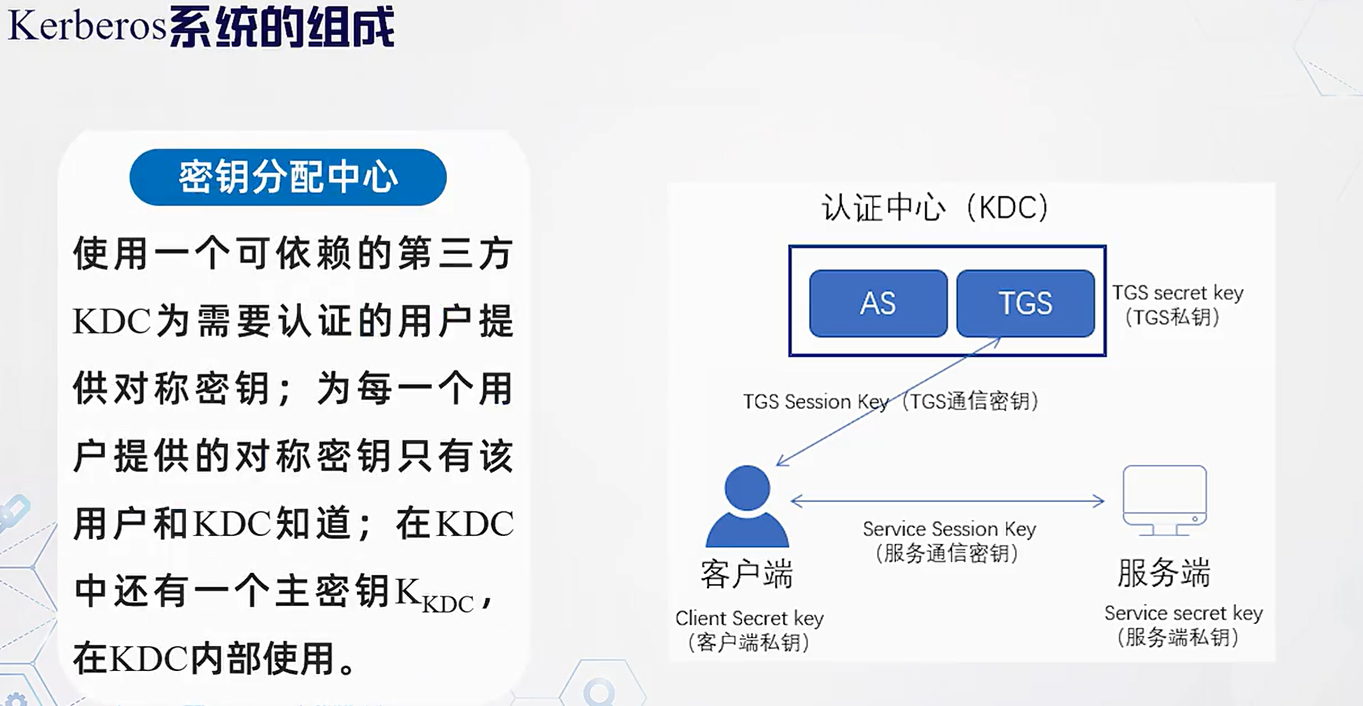 Kerberos系统的组成
密钥分配中心
使用一个可依赖的第三方
KDC为需要认证的用户提
供对称密钥；为每一个用
户提供的对称密钥只有该
用户和KDC知道；在KDC
中还有一个主密钥K_KDC，
在KDC内部使用。
认证中心（KDC）
AS
TGS
TGS secret key
（TGS私钥）
TGS Session Key（TGS通信密钥）
Service Session Key
（服务通信密钥）
客户端
Client Secret key
（客户端私钥）
服务端
Service secret key
（服务端私钥）